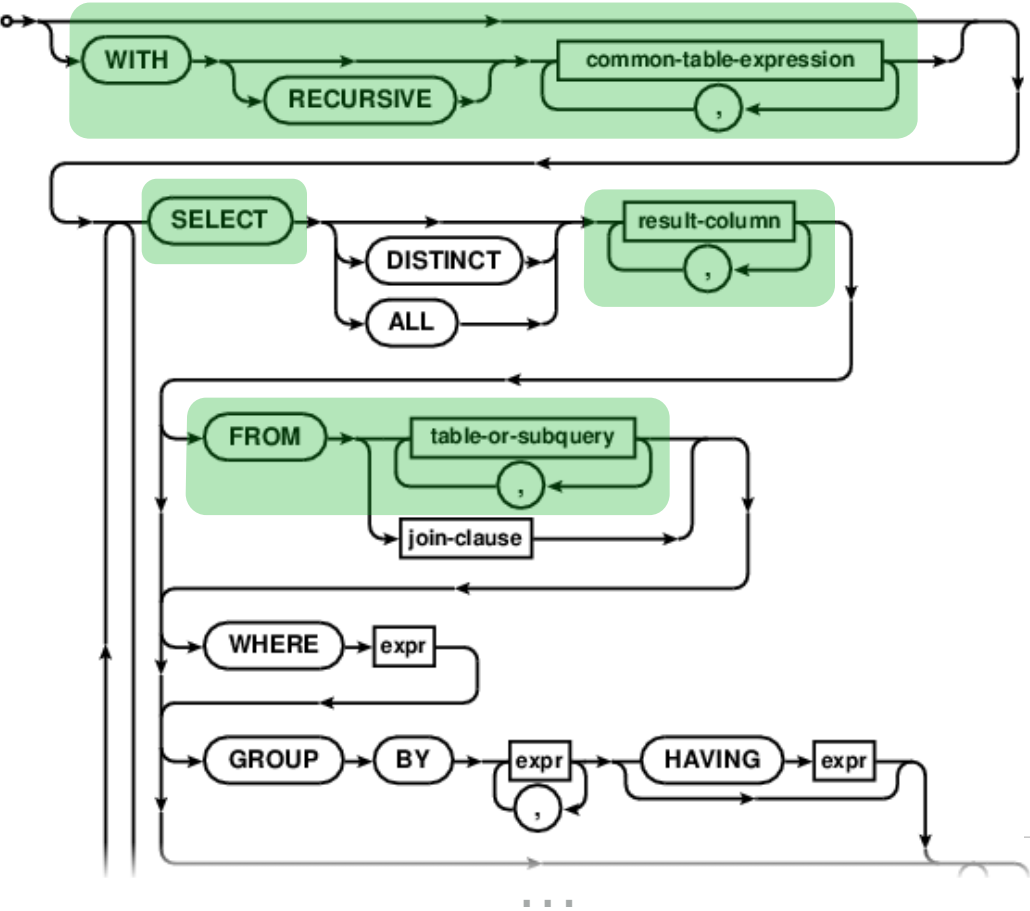 WITH common-table-expression
RECURSIVE ,
SELECT result-column
DISTINCT ,
ALL
FROM table-or-subquery
,
join-clause
WHERE expr
GROUP BY expr HAVING expr
,